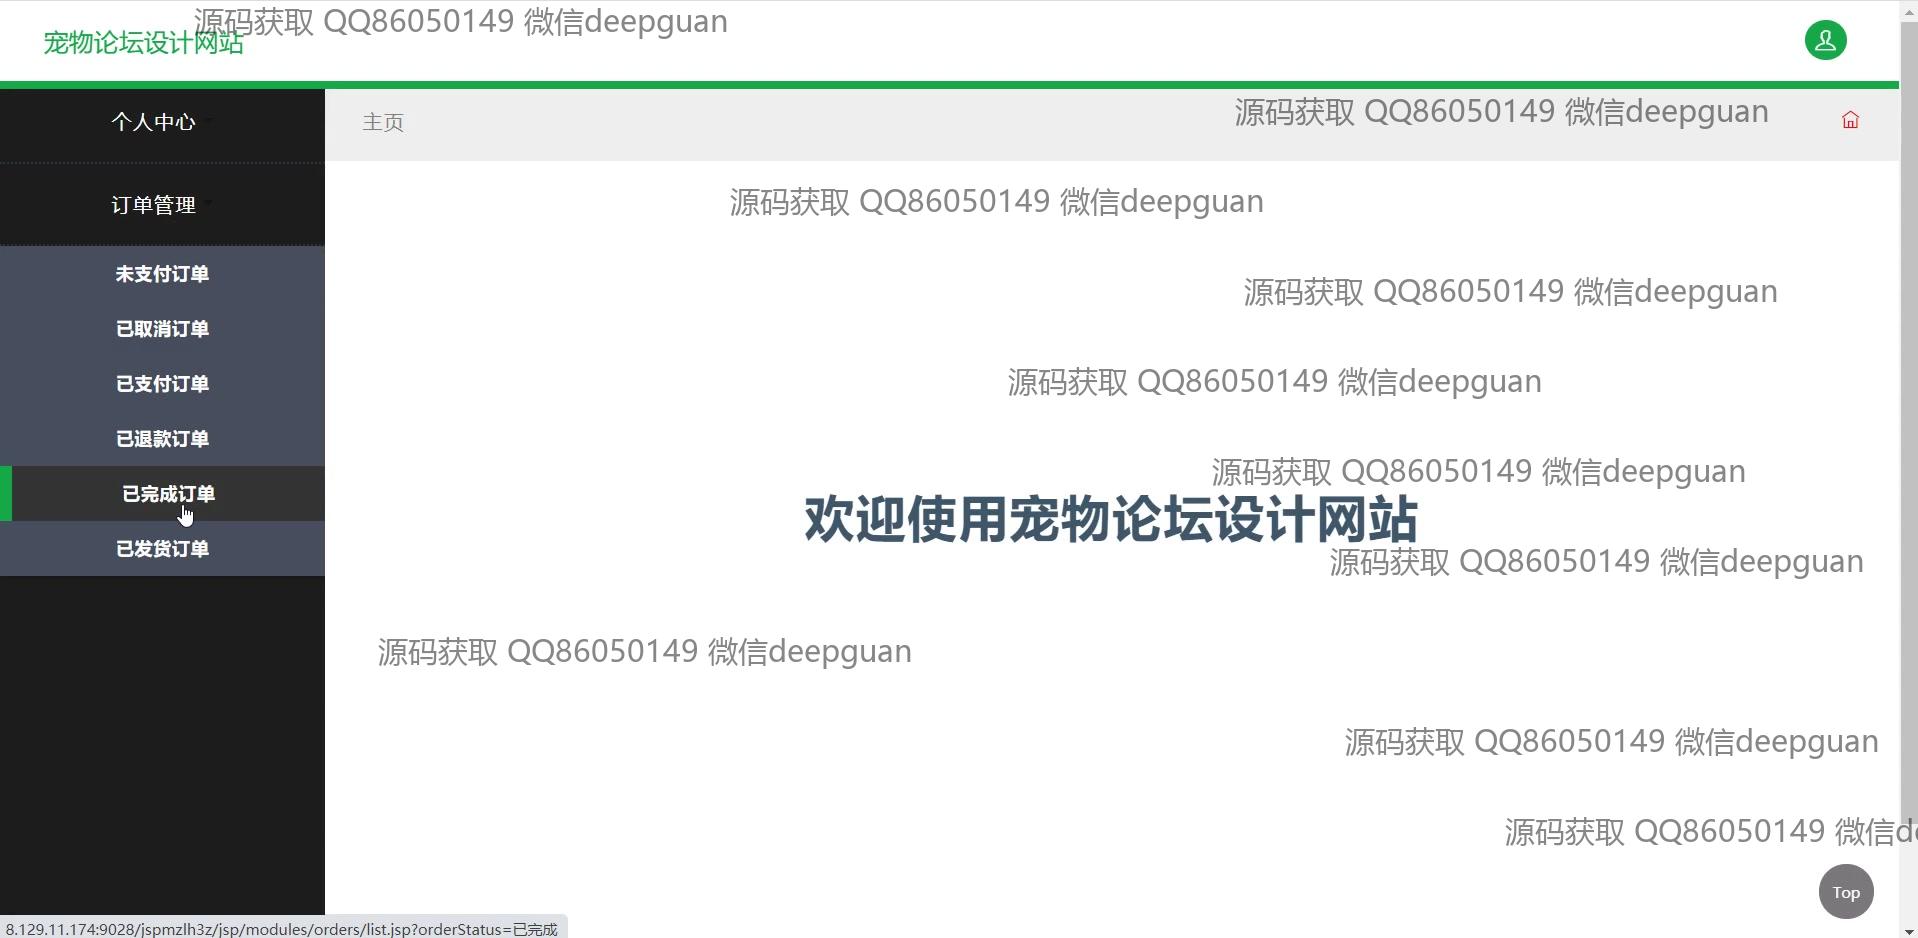 源码获取 QQ86050149 微信deepguan
宠物论坛设计网站
个人中心
主页
源码获取 QQ86050149 微信deepguan
订单管理
源码获取 QQ86050149 微信deepguan
未支付订单
源码获取 QQ86050149 微信deepguan
已取消订单
已支付订单
源码获取 QQ86050149 微信deepguan
已退款订单
源码获取 QQ86050149 微信deepguan
已完成订单
欢迎使用宠物论坛设计网站
已发货订单
源码获取 QQ86050149 微信deepguan
源码获取 QQ86050149 微信deepguan
源码获取 QQ86050149 微信deepguan
源码获取 QQ86050149 微信d
Top
8.129.11.174:9028/jspmzlh3z/jsp/modules/orders/list.jsp?orderStatus=已完成